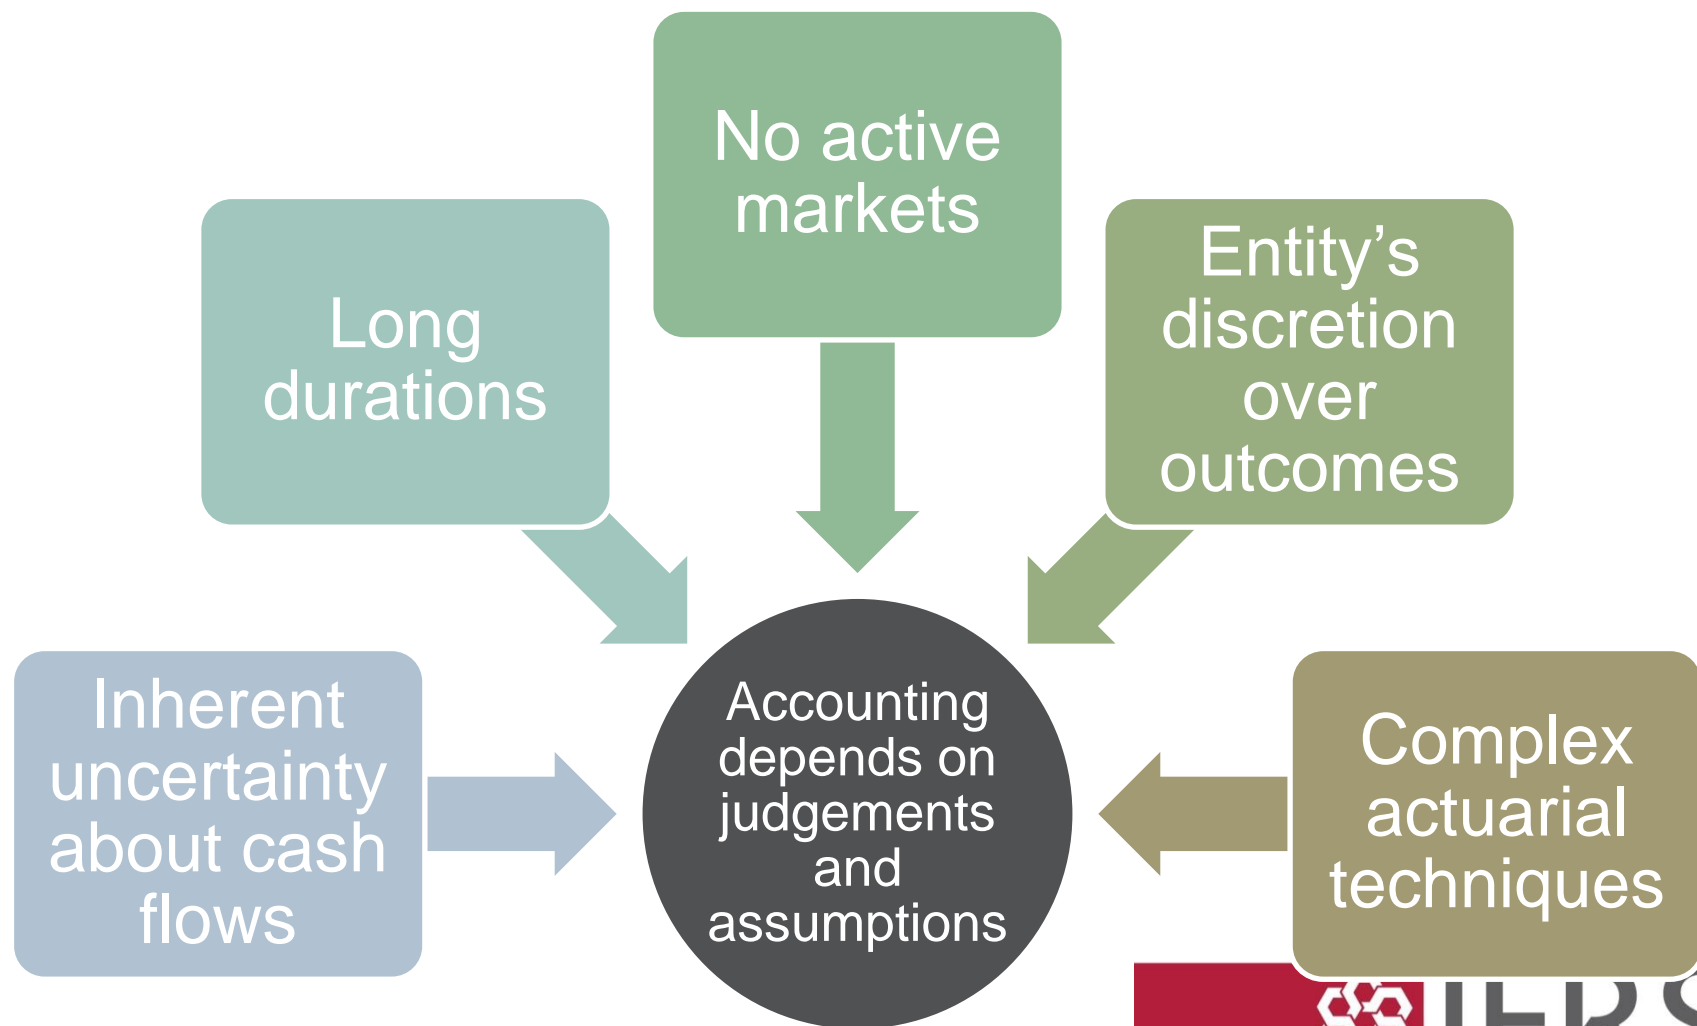 No active
markets
Long
durations
Entity’s
discretion
over
outcomes
Inherent
uncertainty
about cash
flows
Accounting
depends on
judgements
and
assumptions
Complex
actuarial
techniques